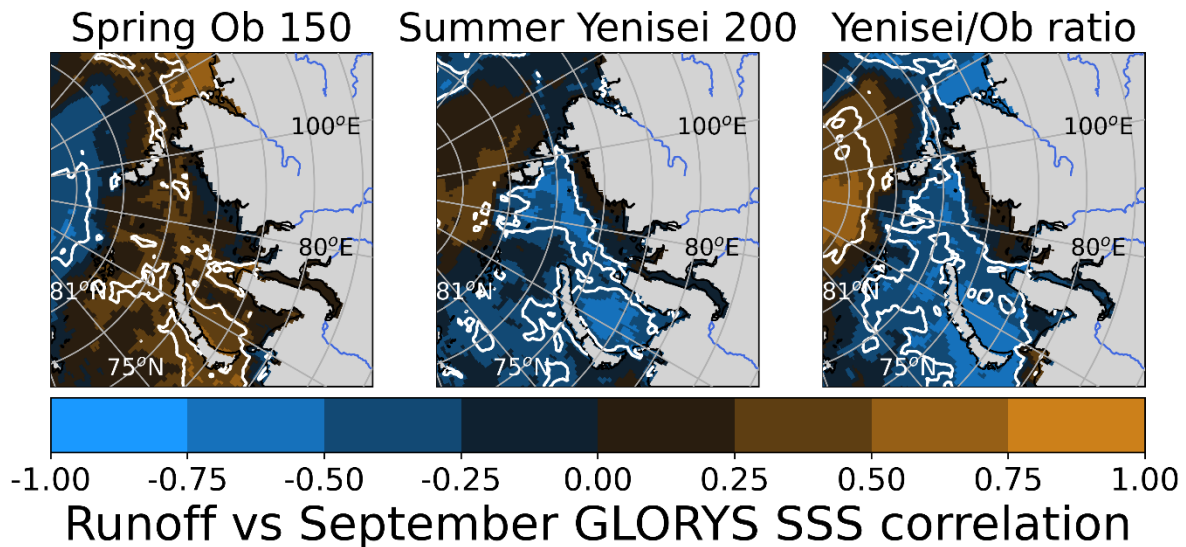 Spring Ob 150
Summer Yenisei 200
Yenisei/Ob ratio
100°E
80°E
81°N
75°N
100°E
80°E
81°N
75°N
100°E
80°E
81°N
75°N
-1.00 -0.75 -0.50 -0.25 0.00 0.25 0.50 0.75 1.00
Runoff vs September GLORYS SSS correlation